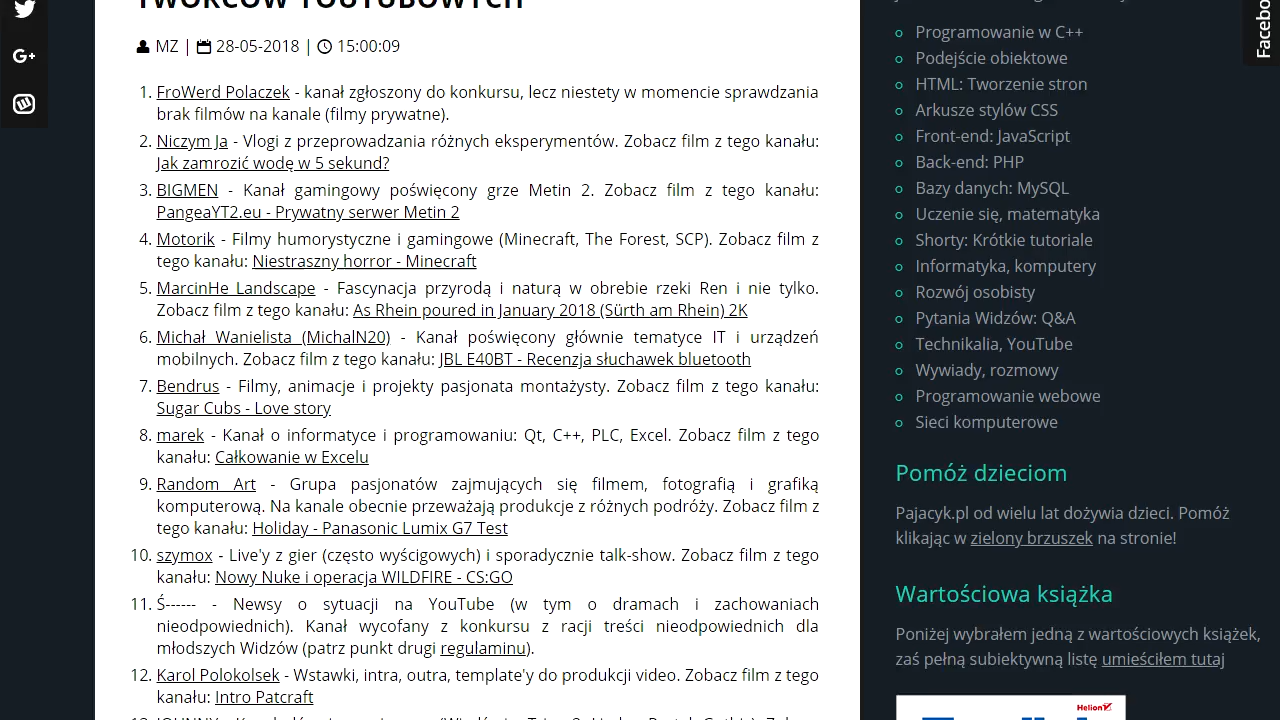 MZ | 28-05-2018 | 15:00:09
1. FroWerd Polaczek - kanał zgłoszony do konkursu, lecz niestety w momencie sprawdzania
brak filmów na kanale (filmy prywatne).
2. Niczym Ja - Vlogi z przeprowadzania różnych eksperymentów. Zobacz film z tego kanału:
Jak zamrozić wodę w 5 sekund?
3. BIGMEN - Kanał gamingowy poświęcony grze Metin 2. Zobacz film z tego kanału:
PangeaYT2.eu - Prywatny serwer Metin 2
4. Motorik - Filmy humorystyczne i gamingowe (Minecraft, The Forest, SCP). Zobacz film z
tego kanału: Niestraszny horror - Minecraft
5. MarcinHe Landscape - Fascynacja przyrodą i naturą w obrebie rzeki Ren i nie tylko.
Zobacz film z tego kanału: As Rhein poured in January 2018 (Sürth am Rhein) 2K
6. Michał Wanielista (MichalN20) - Kanał poświęcony głównie tematyce IT i urządzeń
mobilnych. Zobacz film z tego kanału: JBL E40BT - Recenzja słuchawek bluetooth
7. Bendrus - Filmy, animacje i projekty pasjonata montażysty. Zobacz film z tego kanału:
Sugar Cubs - Love story
8. marek - Kanał o informatyce i programowaniu: Qt, C++, PLC, Excel. Zobacz film z tego
kanału: Całkowanie w Excelu
9. Random Art - Grupa pasjonatów zajmujących się filmem, fotografią i grafiką
komputerową. Na kanale obecnie przeważają produkcje z różnych podróży. Zobacz film z
tego kanału: Holiday - Panasonic Lumix G7 Test
10. szymox - Live'y z gier (często wyścigowych) i sporadycznie talk-show. Zobacz film z tego
kanału: Nowy Nuke i operacja WILDFIRE - CS:GO
11. Ś------ - Newsy o sytuacji na YouTube (w tym o dramach i zachowaniach
nieodpowiednich). Kanał wycofany z konkursu z racji treści nieodpowiednich dla
młodszych Widzów (patrz punkt drugi regulaminu).
12. Karol Polokolsek - Wstawki, intra, outra, template'y do produkcji video. Zobacz film z tego
kanału: Intro Patcraft
Programowanie w C++
Podejście obiektowe
HTML: Tworzenie stron
Arkusze stylów CSS
Front-end: JavaScript
Back-end: PHP
Bazy danych: MySQL
Uczenie się, matematyka
Shorty: Krótkie tutoriale
Informatyka, komputery
Rozwój osobisty
Pytania Widzów: Q&A
Technikalia, YouTube
Wywiady, rozmowy
Programowanie webowe
Sieci komputerowe
Pomóż dzieciom
Pajacyk.pl od wielu lat dożywia dzieci. Pomóż
klikając w zielony brzuszek na stronie!
Wartościowa książka
Poniżej wybrałem jedną z wartościowych książek,
zaś pełną subiektywną listę umieściłem tutaj
Helion